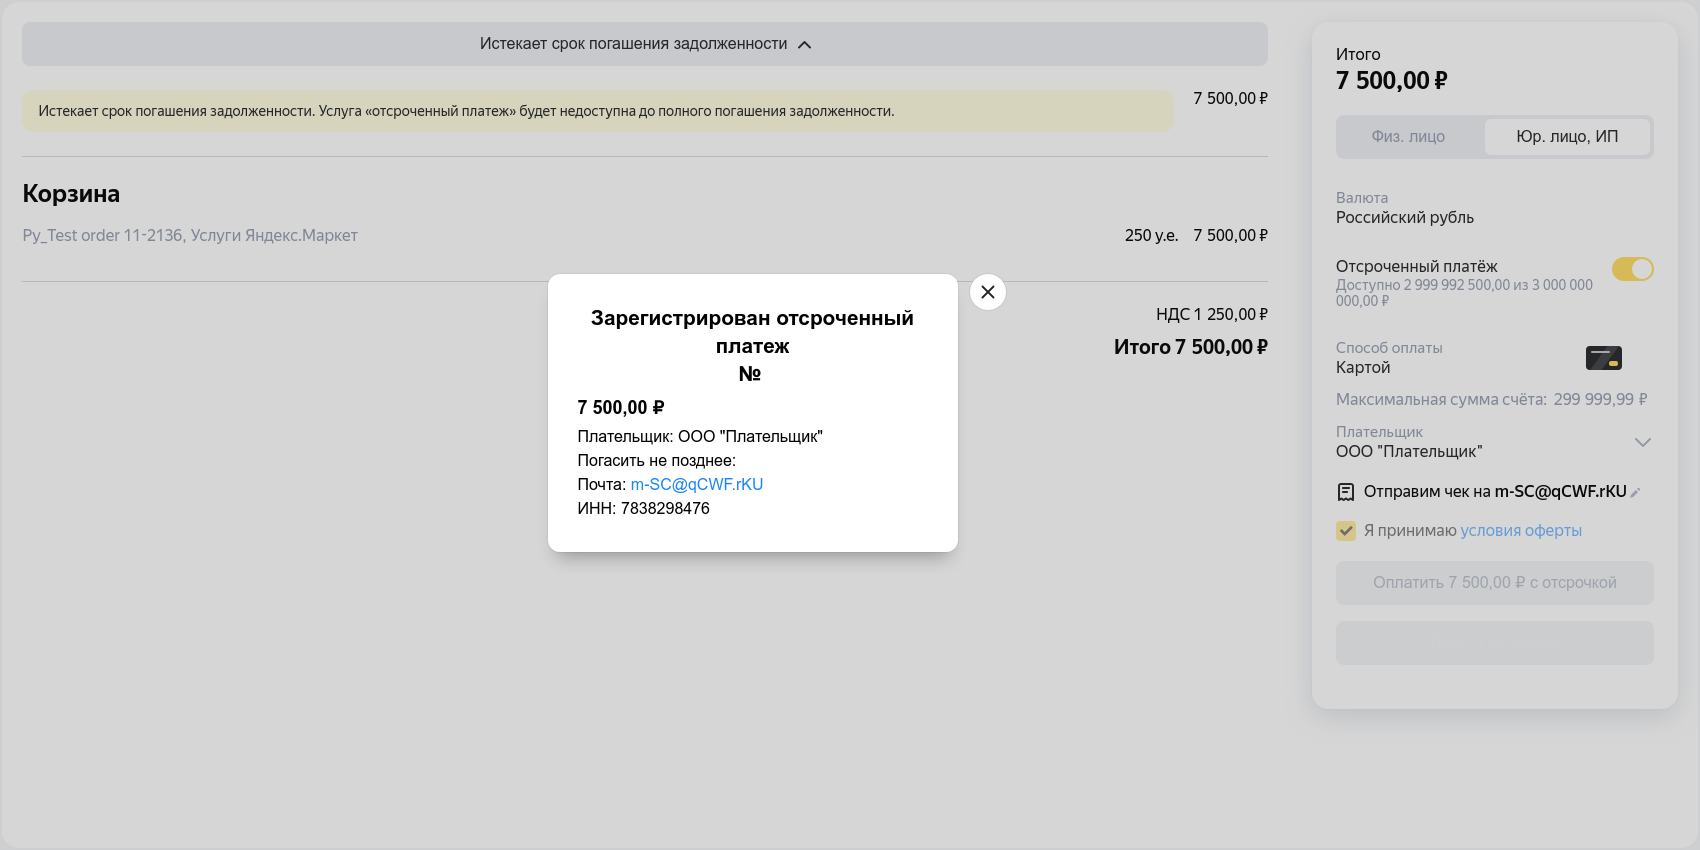 Истекает срок погашения задолженности
Истекает срок погашения задолженности. Услуга «отсроченный платеж» будет недоступна до полного погашения задолженности.
7 500,00 ₽
Корзина
Py_Test order 11-2136, Услуги Яндекс.Маркет
250 у.е. 7 500,00 ₽
НДС 1 250,00 ₽
Итого 7 500,00 ₽
Зарегистрирован отсроченный
платеж
№
7 500,00 ₽
Плательщик: ООО "Плательщик"
Погасить не позднее:
Почта: m-SC@qCWF.rKU
ИНН: 7838298476
Итого
7 500,00 ₽
Физ. лицо
Юр. лицо, ИП
Валюта
Российский рубль
Отсроченный платёж
Доступно 2 999 992 500,00 из 3 000 000
000,00 ₽
Способ оплаты
Картой
Максимальная сумма счёта: 299 999,99 ₽
Плательщик
ООО "Плательщик"
Отправим чек на m-SC@qCWF.rKU
Я принимаю условия оферты
Оплатить 7 500,00 ₽ с отсрочкой